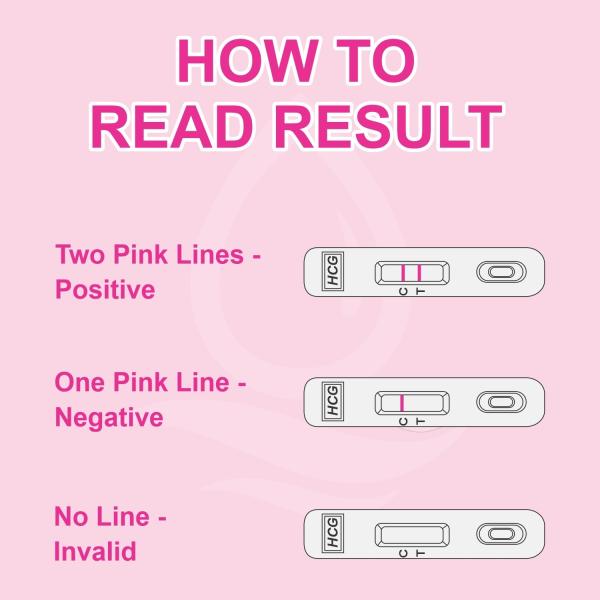 HOW TO
READ RESULT
Two Pink Lines -
Positive
HCG
C
T
One Pink Line -
Negative
HCG
C
T
No Line -
Invalid
HCG
C
T